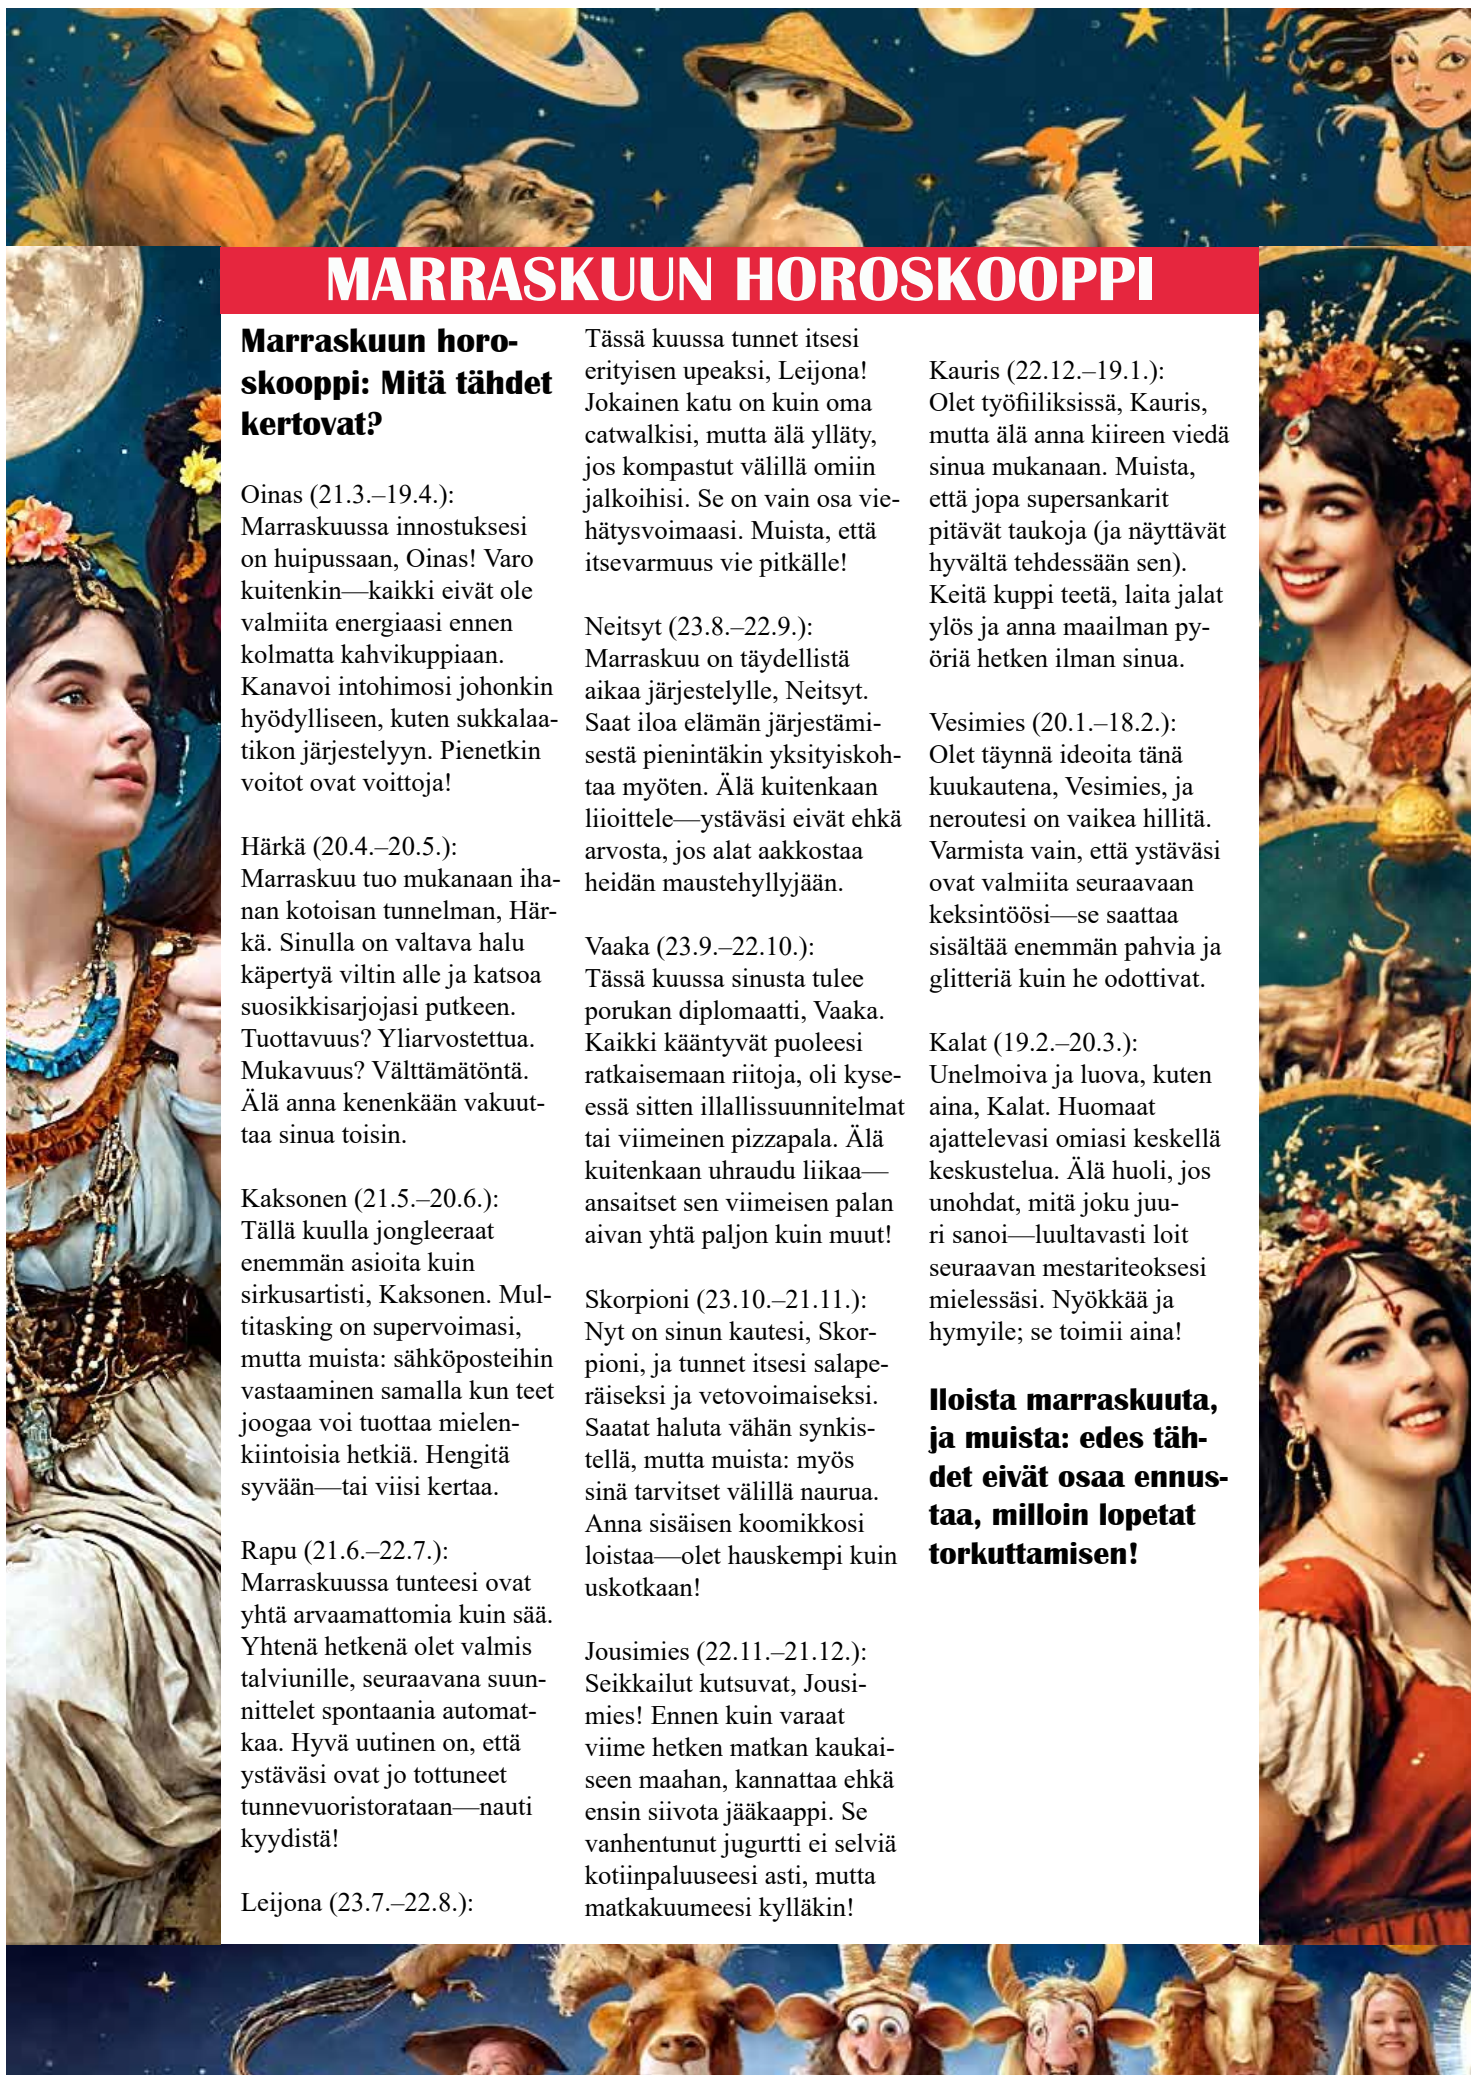 MARRASKUUN HOROSKOOPPI
Marraskuun horo-
skooppi: Mitä tähdet
kertovat?
Oinas (21.3.–19.4.):
Marraskuussa innostuksesi
on huipussaan, Oinas! Varo
kuitenkin—kaikki eivät ole
valmiita energiaasi ennen
kolmatta kahvikuppiaan.
Kanavoi intohimosi johonkin
hyödylliseen, kuten sukkalaa-
tikon järjestelyyn. Pienetkin
voitot ovat voittoja!
Härkä (20.4.–20.5.):
Marraskuu tuo mukanaan iha-
nan kotoisan tunnelman, Här-
kä. Sinulla on valtava halu
käpertyä viltin alle ja katsoa
suosikkisarjojasi putkeen.
Tuottavuus? Yliarvostettua.
Mukavuus? Välttämätöntä.
Älä anna kenenkään vakuut-
taa sinua toisin.
Kaksonen (21.5.–20.6.):
Tällä kuulla jongleeraat
enemmän asioita kuin
sirkusartisti, Kaksonen. Mul-
titasking on supervoimasi,
mutta muista: sähköposteihin
vastaaminen samalla kun teet
joogaa voi tuottaa mielen-
kiintoisia hetkiä. Hengitä
syvään—tai viisi kertaa.
Rapu (21.6.–22.7.):
Marraskuussa tunteesi ovat
yhtä arvaamattomia kuin sää.
Yhtenä hetkenä olet valmis
talviunille, seuraavana suun-
nittelet spontaania automat-
kaa. Hyvä uutinen on, että
ystäväsi ovat jo tottuneet
tunnevuoristorataan—nauti
kyydistä!
Leijona (23.7.–22.8.):
Tässä kuussa tunnet itsesi
erityisen upeaksi, Leijona!
Jokainen katu on kuin oma
catwalkisi, mutta älä ylläty,
jos kompastut välillä omiin
jalkoihisi. Se on vain osa vie-
hätysvoimaasi. Muista, että
itsevarmuus vie pitkälle!
Neitsyt (23.8.–22.9.):
Marraskuu on täydellistä
aikaa järjestelylle, Neitsyt.
Saat iloa elämän järjestämi-
sestä pienintäkin yksityiskoh-
taa myöten. Älä kuitenkaan
liioittele—ystäväsi eivät ehkä
arvosta, jos alat aakkostaa
heidän maustehyllyjään.
Vaaka (23.9.–22.10.):
Tässä kuussa sinusta tulee
porukan diplomaatti, Vaaka.
Kaikki kääntyvät puoleesi
ratkaisemaan riitoja, oli kyse-
essä sitten illallissuunnitelmat
tai viimeinen pizzapala. Älä
kuitenkaan uhraudu liikaa—
ansaitset sen viimeisen palan
aivan yhtä paljon kuin muut!
Skorpioni (23.10.–21.11.):
Nyt on sinun kautesi, Skor-
pioni, ja tunnet itsesi salape-
räiseksi ja vetovoimaiseksi.
Saatat haluta vähän synkis-
tellä, mutta muista: myös
sinä tarvitset välillä naurua.
Anna sisäisen koomikkosi
loistaa—olet hauskempi kuin
uskotkaan!
Jousimies (22.11.–21.12.):
Seikkailut kutsuvat, Jousi-
mies! Ennen kuin varaat
viime hetken matkan kaukai-
seen maahan, kannattaa ehkä
ensin siivota jääkaappi. Se
vanhentunut jugurtti ei selviä
kotiinpaluuseesi asti, mutta
matkakuumeesi kylläkin!
Kauris (22.12.–19.1.):
Olet työfiiliksissä, Kauris,
mutta älä anna kiireen viedä
sinua mukanaan. Muista,
että jopa supersankarit
pitävät taukoja (ja näyttävät
hyvältä tehdessään sen).
Keitä kuppi teetä, laita jalat
ylös ja anna maailman py-
öriä hetken ilman sinua.
Vesimies (20.1.–18.2.):
Olet täynnä ideoita tänä
kuukautena, Vesimies, ja
neroutesi on vaikea hillitä.
Varmista vain, että ystäväsi
ovat valmiita seuraavaan
keksintöösi—se saattaa
sisältää enemmän pahvia ja
glitteriä kuin he odottivat.
Kalat (19.2.–20.3.):
Unelmoiva ja luova, kuten
aina, Kalat. Huomaat
ajattelevasi omiasi keskellä
keskustelua. Älä huoli, jos
unohdat, mitä joku juu-
ri sanoi—luultavasti loit
seuraavan mestariteoksesi
mielessäsi. Nyökkää ja
hymyile; se toimii aina!
Iloista marraskuuta,
ja muista: edes täh-
det eivät osaa ennus-
taa, milloin lopetat
torkuttamisen!